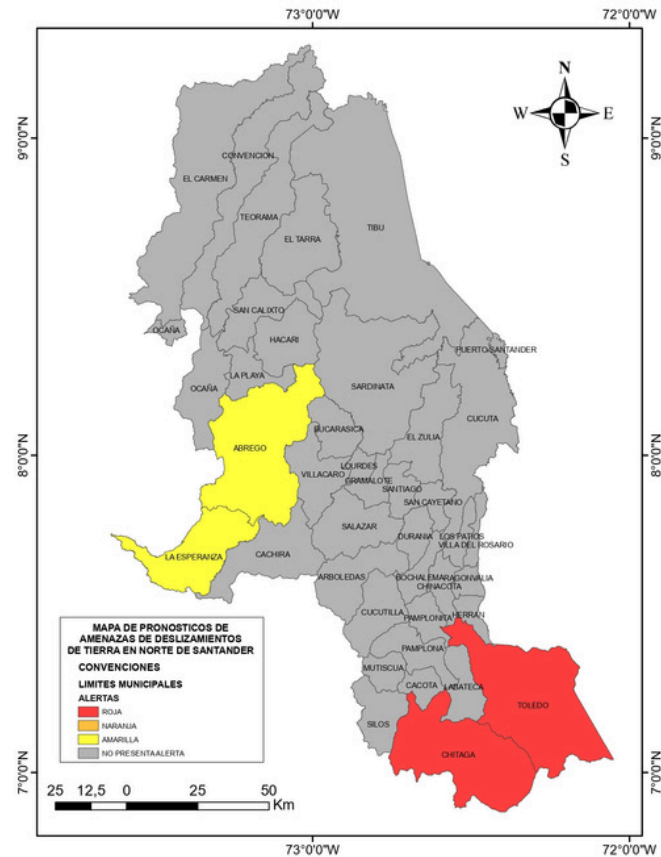 73°0'0"W
72°0'0"W
N
W
E
S
9°0'0"N
9°0'0"N
CONVENCION
EL CARMEN
TEORAMA
TIBU
EL TARRA
SAN CALIXTO
OCAÑA
HACARI
PUERTO SANTANDER
LA PLAYA
OCAÑA
SARDINATA
CUCUTA
BUCARASICA
EL ZULIA
ABREGO
8°0'0"N
8°0'0"N
LOURDES
VILLACARO
GRAMALOTE
SANTIAGO
SAN CAYETANO
SALAZAR
DURANIA
LOS PATIOS
VILLA DEL ROSARIO
LA ESPERANZA
CACHIRA
ARBOLEDAS
BOCHALEMA
RAGONVALIA
CHINACOTA
CUCUTILLA
PAMPLONITA
HERRAN
PAMPLONA
MUTISCUA
CACOTA
LABATECA
TOLEDO
SILOS
CHITAGA
7°0'0"N
7°0'0"N
MAPA DE PRONOSTICOS DE
AMENAZAS DE DESLIZAMIENTOS
DE TIERRA EN NORTE DE SANTANDER
CONVENCIONES
LIMITES MUNICIPALES
ALERTAS
ROJA
NARANJA
AMARILLA
NO PRESENTA ALERTA
25 12,5 0 25 50
Km
73°0'0"W
72°0'0"W